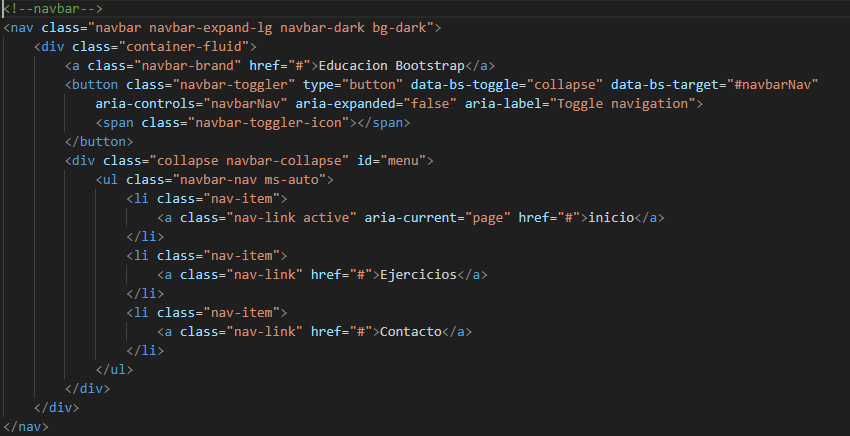 <!--navbar-->
<nav class="navbar navbar-expand-lg navbar-dark bg-dark">
    <div class="container-fluid">
        <a class="navbar-brand" href="#">Educacion Bootstrap</a>
        <button class="navbar-toggler" type="button" data-bs-toggle="collapse" data-bs-target="#navbarNav"
            aria-controls="navbarNav" aria-expanded="false" aria-label="Toggle navigation">
            <span class="navbar-toggler-icon"></span>
        </button>
        <div class="collapse navbar-collapse" id="menu">
            <ul class="navbar-nav ms-auto">
                <li class="nav-item">
                    <a class="nav-link active" aria-current="page" href="#">inicio</a>
                </li>
                <li class="nav-item">
                    <a class="nav-link" href="#">Ejercicios</a>
                </li>
                <li class="nav-item">
                    <a class="nav-link" href="#">Contacto</a>
                </li>
            </ul>
        </div>
    </div>
</nav>